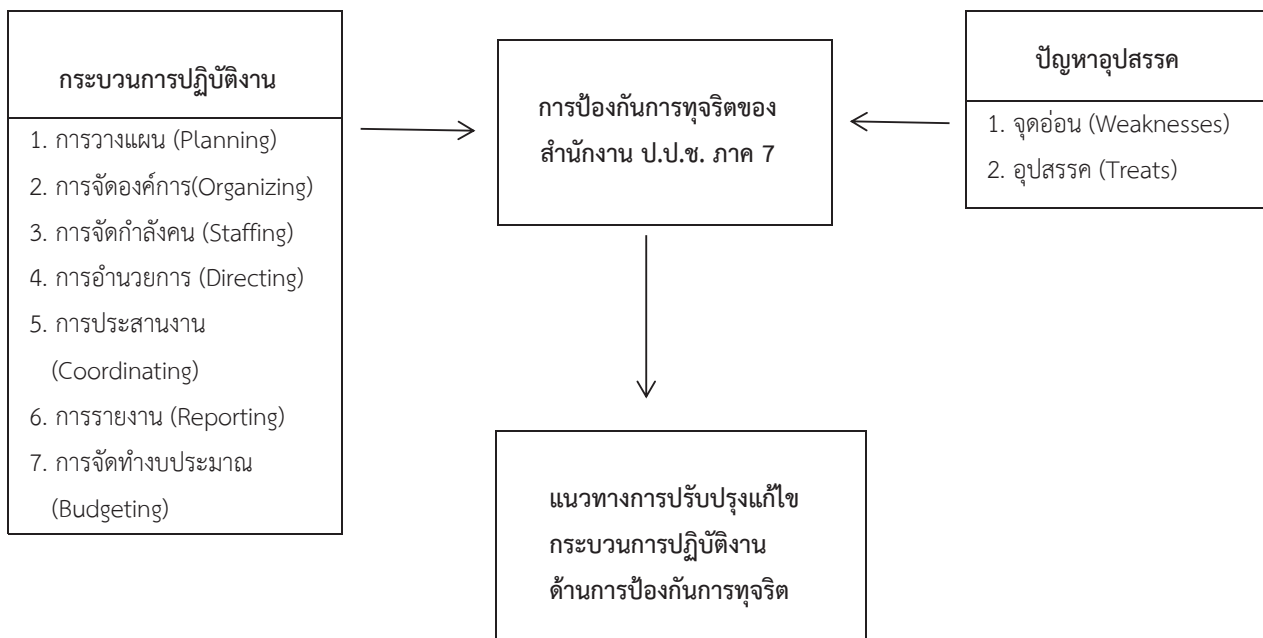 กระบวนการปฏิบัติงาน
1. การวางแผน (Planning)
2. การจัดองค์การ(Organizing)
3. การจัดกำลังคน (Staffing)
4. การอำนวยการ (Directing)
5. การประสานงาน
(Coordinating)
6. การรายงาน (Reporting)
7. การจัดทำงบประมาณ
(Budgeting)
การป้องกันการทุจริตของ
สำนักงาน ป.ป.ช. ภาค 7
ปัญหาอุปสรรค
1. จุดอ่อน (Weaknesses)
2. อุปสรรค (Treats)
แนวทางการปรับปรุงแก้ไข
กระบวนการปฏิบัติงาน
ด้านการป้องกันการทุจริต